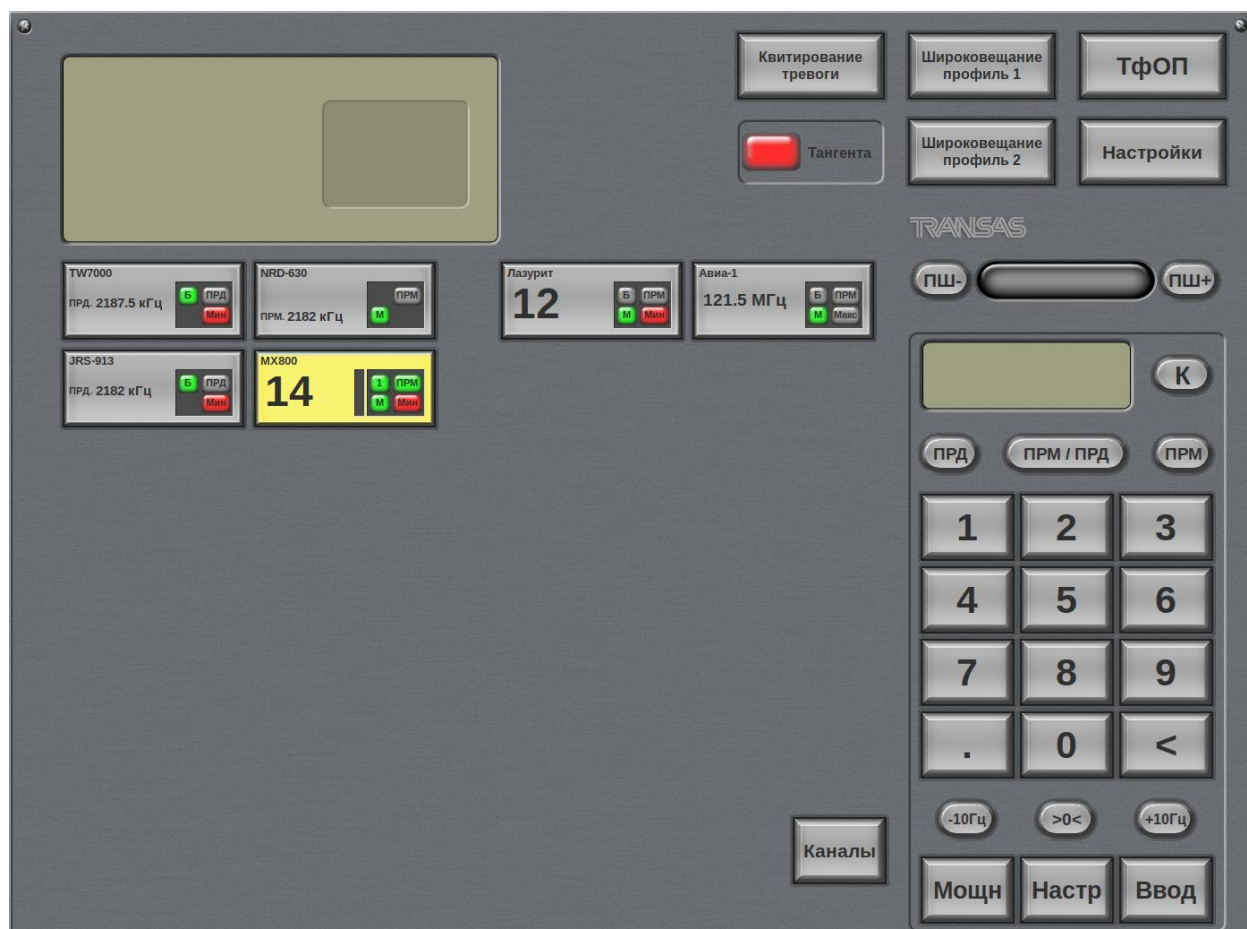 Квитирование
тревоги
Широковещание
профиль 1
ТфОП
Тангента
Широковещание
профиль 2
Настройки
TRANSAS
TW7000
ПРД. 2187.5 кГц
Б ПРД
Мин
NRD-630
ПРМ. 2182 кГц
ПРМ
М
Лазурит
12
Б ПРМ
М Мин
Авиа-1
121.5 МГц
Б ПРМ
М Макс
ПШ-
ПШ+
JRS-913
ПРД. 2182 кГц
Б ПРД
Мин
MX800
14
1 ПРМ
М Мин
К
ПРД
ПРМ / ПРД
ПРМ
1 2 3
4 5 6
7 8 9
. 0 <
-10Гц >0< +10Гц
Каналы
Мощн Настр Ввод